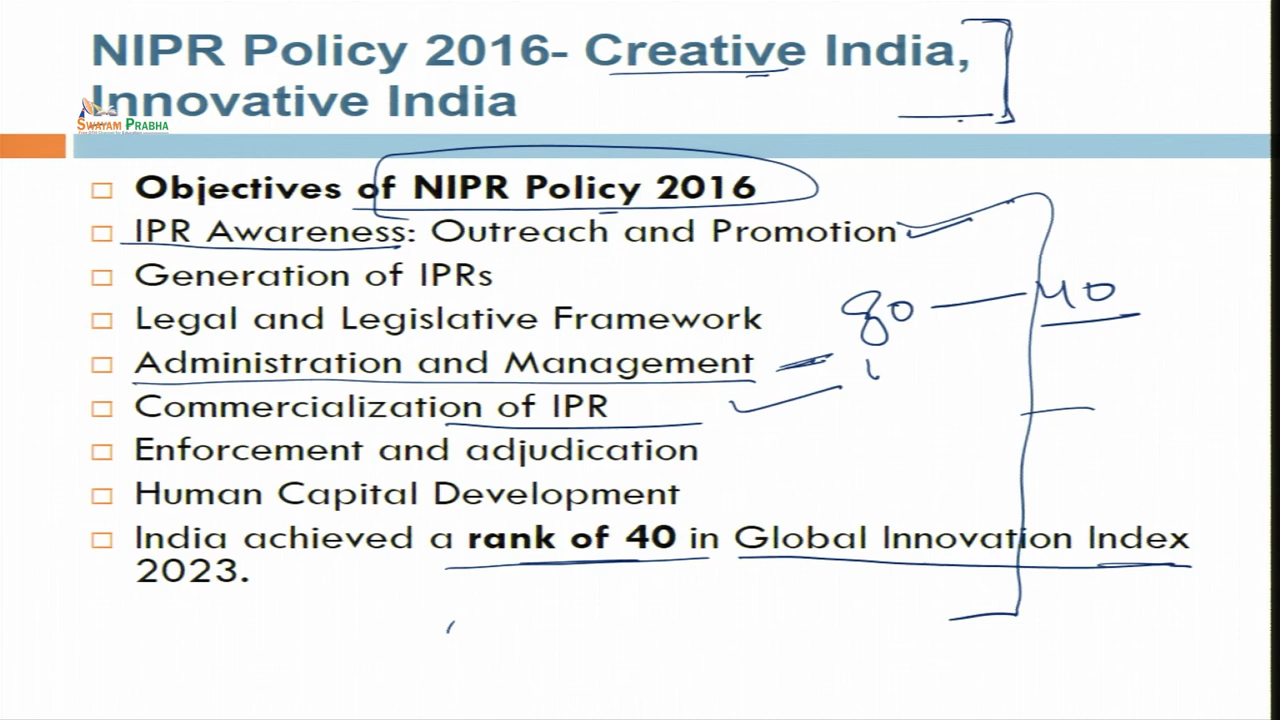 NIPR Policy 2016- Creative India,
Innovative India
SWAYAM PRABHA
Objectives of NIPR Policy 2016
IPR Awareness: Outreach and Promotion
Generation of IPRs
Legal and Legislative Framework
80 — 40
Administration and Management
Commercialization of IPR
Enforcement and adjudication
Human Capital Development
India achieved a rank of 40 in Global Innovation Index
2023.